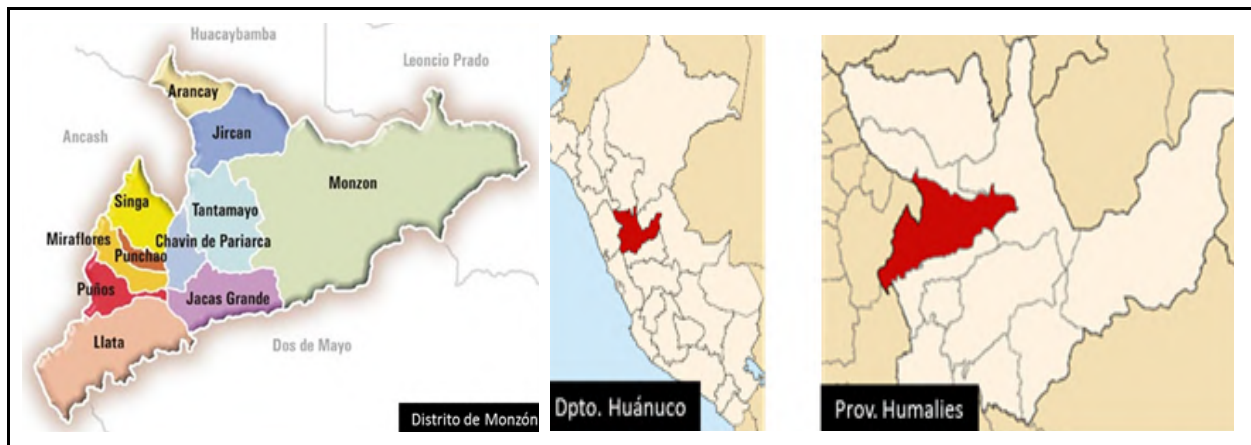 Huacaybamba
Leoncio Prado
Arancay
Ancash
Jircan
Monzon
Singa
Tantamayo
Miraflores
Chavin de Pariarca
Punchao
Puños
Jacas Grande
Llata
Dos de Mayo
Distrito de Monzón
Dpto. Huánuco
Prov. Humalies